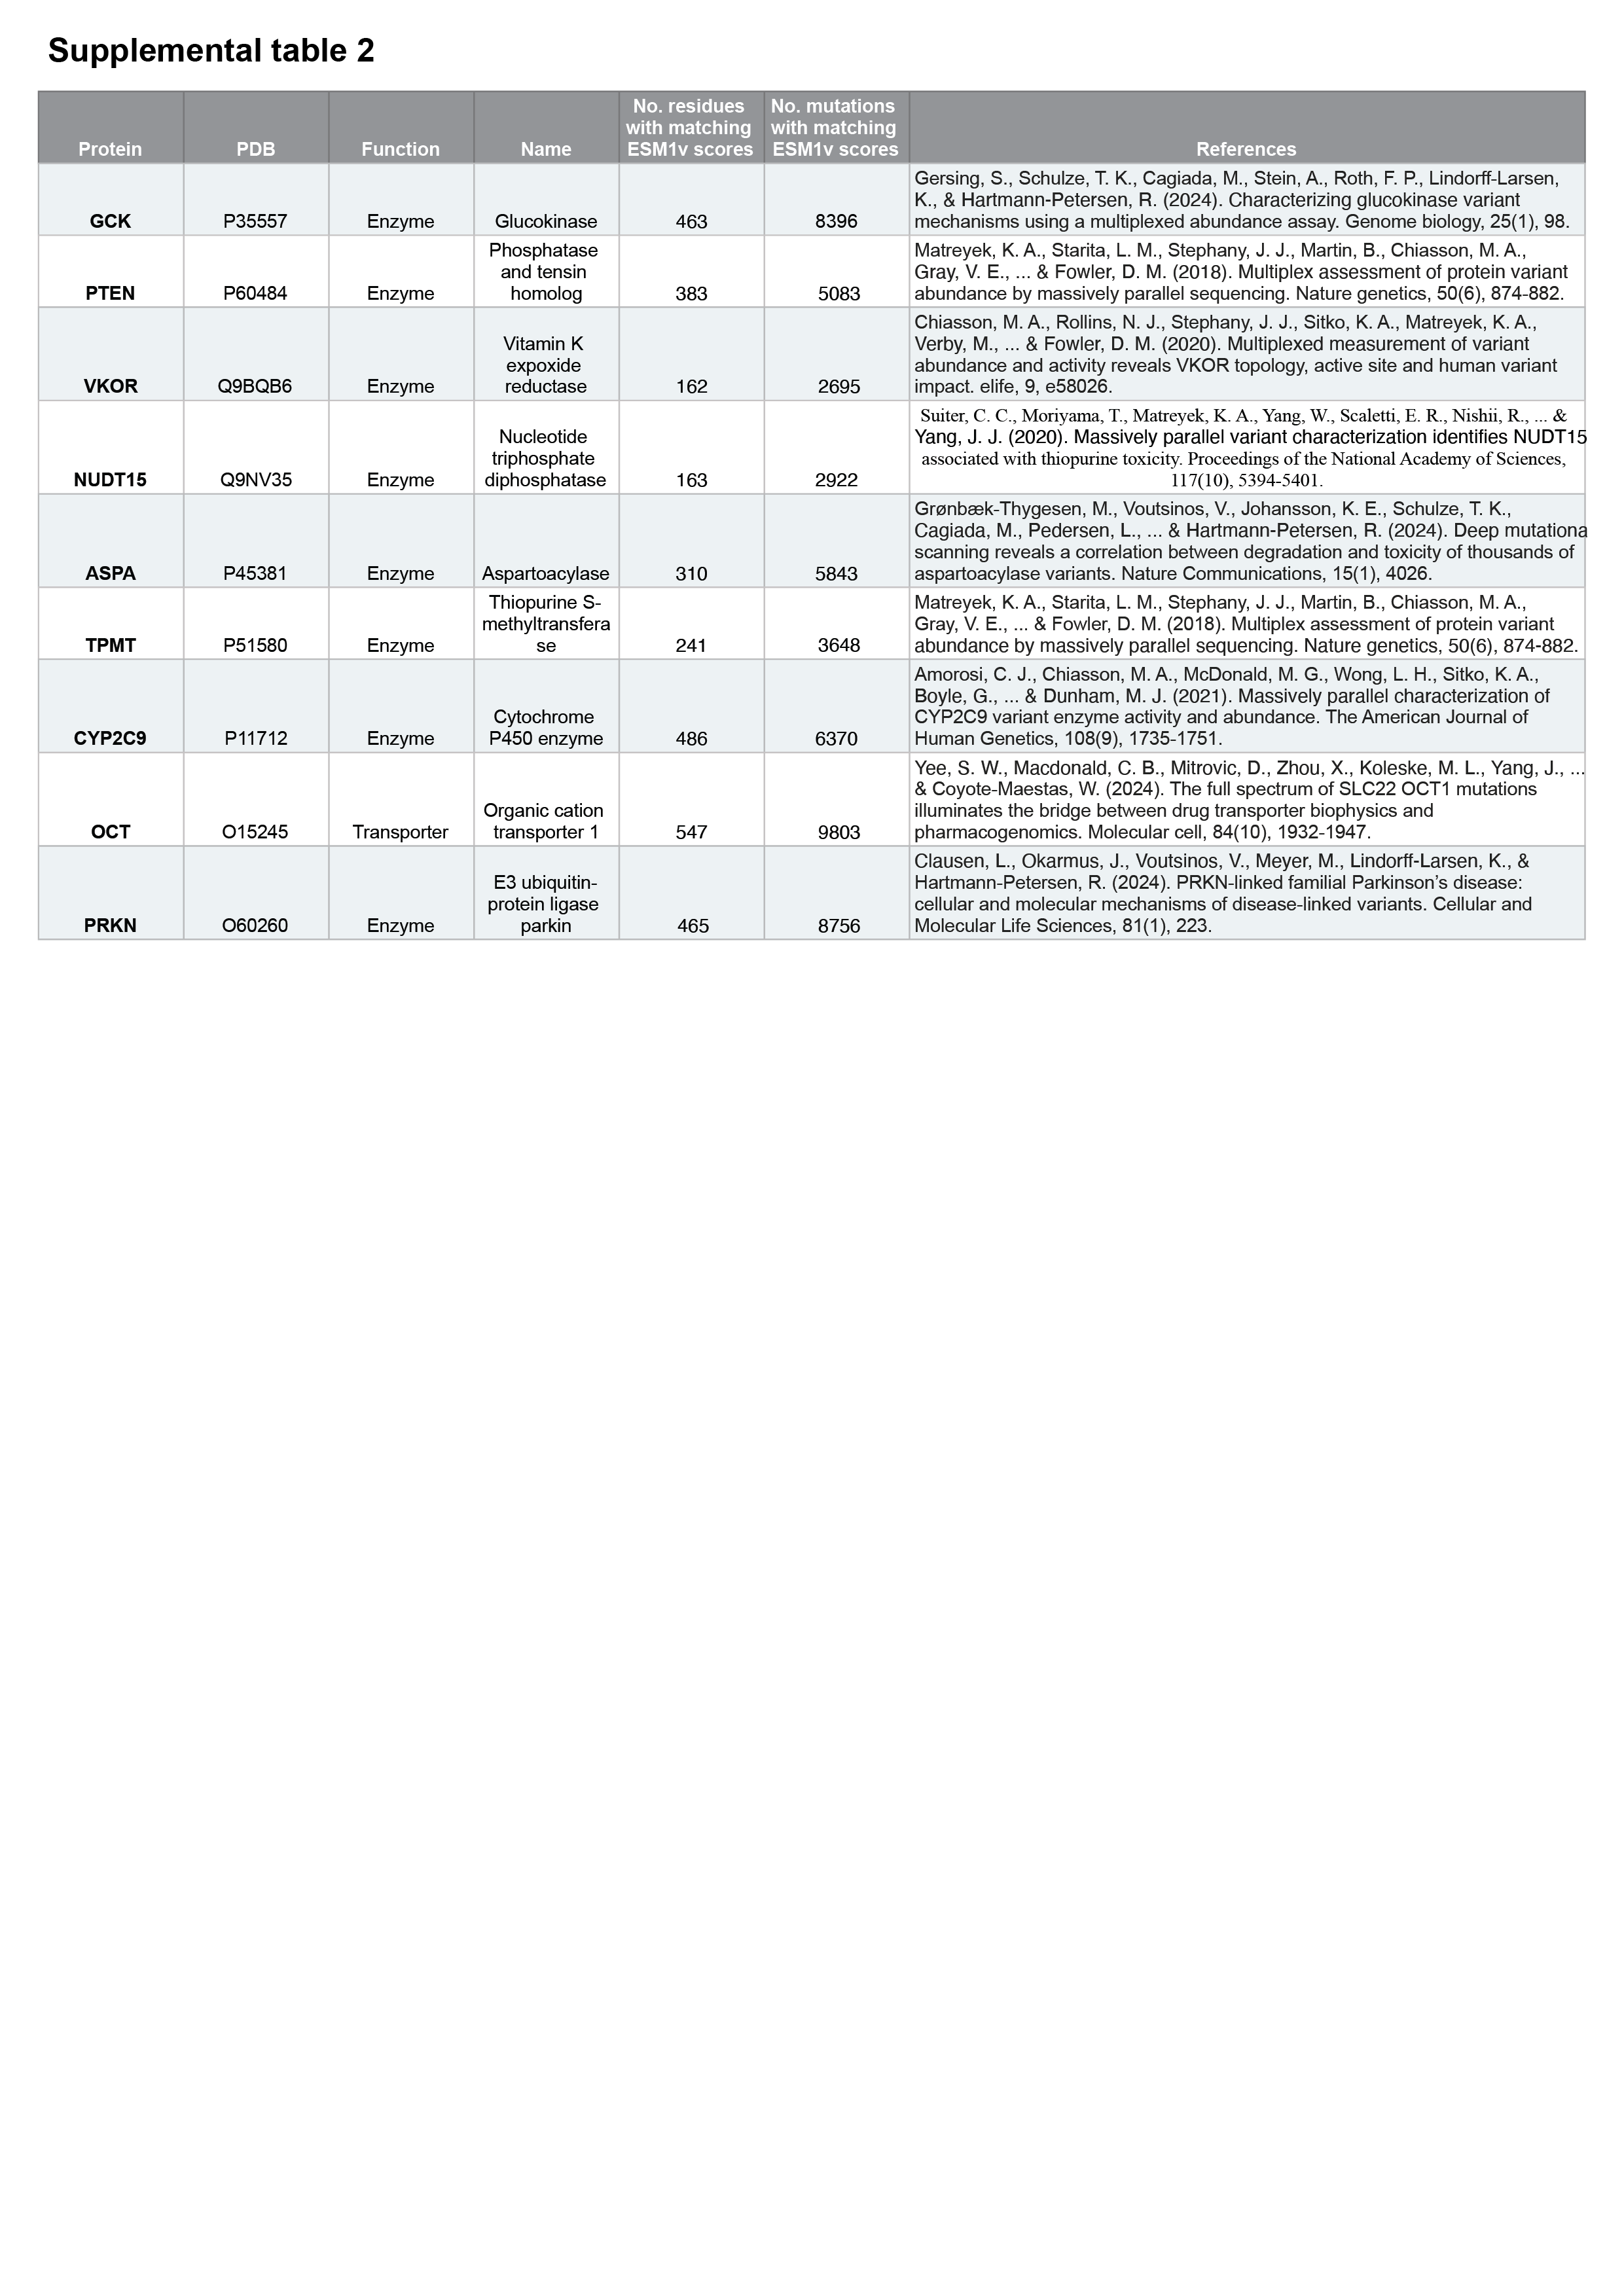 Supplemental table 2
Protein PDB Function Name No. residues with matching ESM1v scores No. mutations with matching ESM1v scores References
GCK P35557 Enzyme Glucokinase 463 8396
Gersing, S., Schulze, T. K., Cagiada, M., Stein, A., Roth, F. P., Lindorff-Larsen,
K., & Hartmann-Petersen, R. (2024). Characterizing glucokinase variant
mechanisms using a multiplexed abundance assay. Genome biology, 25(1), 98.
PTEN P60484 Enzyme
Phosphatase
and tensin
homolog
383 5083
Matreyek, K. A., Starita, L. M., Stephany, J. J., Martin, B., Chiasson, M. A.,
Gray, V. E., ... & Fowler, D. M. (2018). Multiplex assessment of protein variant
abundance by massively parallel sequencing. Nature genetics, 50(6), 874-882.
VKOR Q9BQB6 Enzyme
Vitamin K
expoxide
reductase
162 2695
Chiasson, M. A., Rollins, N. J., Stephany, J. J., Sitko, K. A., Matreyek, K. A.,
Verby, M., ... & Fowler, D. M. (2020). Multiplexed measurement of variant
abundance and activity reveals VKOR topology, active site and human variant
impact. elife, 9, e58026.
NUDT15 Q9NV35 Enzyme
Nucleotide
triphosphate
diphosphatase
163 2922
Suiter, C. C., Moriyama, T., Matreyek, K. A., Yang, W., Scaletti, E. R., Nishii, R., ... &
Yang, J. J. (2020). Massively parallel variant characterization identifies NUDT15
associated with thiopurine toxicity. Proceedings of the National Academy of Sciences,
117(10), 5394-5401.
ASPA P45381 Enzyme Aspartoacylase 310 5843
Grønbæk-Thygesen, M., Voutsinos, V., Johansson, K. E., Schulze, T. K.,
Cagiada, M., Pedersen, L., ... & Hartmann-Petersen, R. (2024). Deep mutationa
scanning reveals a correlation between degradation and toxicity of thousands of
aspartoacylase variants. Nature Communications, 15(1), 4026.
TPMT P51580 Enzyme
Thiopurine S-
methyltransfera
se
241 3648
Matreyek, K. A., Starita, L. M., Stephany, J. J., Martin, B., Chiasson, M. A.,
Gray, V. E., ... & Fowler, D. M. (2018). Multiplex assessment of protein variant
abundance by massively parallel sequencing. Nature genetics, 50(6), 874-882.
CYP2C9 P11712 Enzyme
Cytochrome
P450 enzyme
486 6370
Amorosi, C. J., Chiasson, M. A., McDonald, M. G., Wong, L. H., Sitko, K. A.,
Boyle, G., ... & Dunham, M. J. (2021). Massively parallel characterization of
CYP2C9 variant enzyme activity and abundance. The American Journal of
Human Genetics, 108(9), 1735-1751.
OCT O15245 Transporter
Organic cation
transporter 1
547 9803
Yee, S. W., Macdonald, C. B., Mitrovic, D., Zhou, X., Koleske, M. L., Yang, J., ...
& Coyote-Maestas, W. (2024). The full spectrum of SLC22 OCT1 mutations
illuminates the bridge between drug transporter biophysics and
pharmacogenomics. Molecular cell, 84(10), 1932-1947.
PRKN O60260 Enzyme
E3 ubiquitin-
protein ligase
parkin
465 8756
Clausen, L., Okarmus, J., Voutsinos, V., Meyer, M., Lindorff-Larsen, K., &
Hartmann-Petersen, R. (2024). PRKN-linked familial Parkinson’s disease:
cellular and molecular mechanisms of disease-linked variants. Cellular and
Molecular Life Sciences, 81(1), 223.